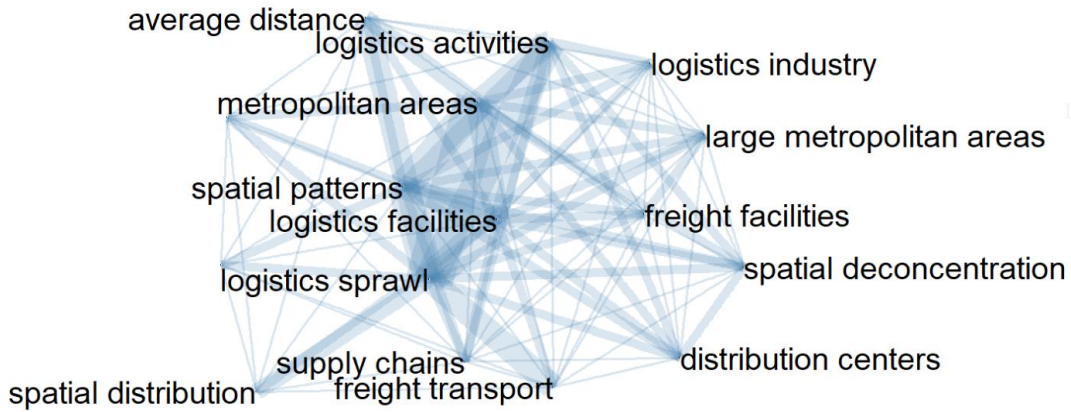 average distance
logistics activities
logistics industry
metropolitan areas
large metropolitan areas
spatial patterns
logistics facilities
freight facilities
spatial deconcentration
logistics sprawl
supply chains
distribution centers
freight transport
spatial distribution